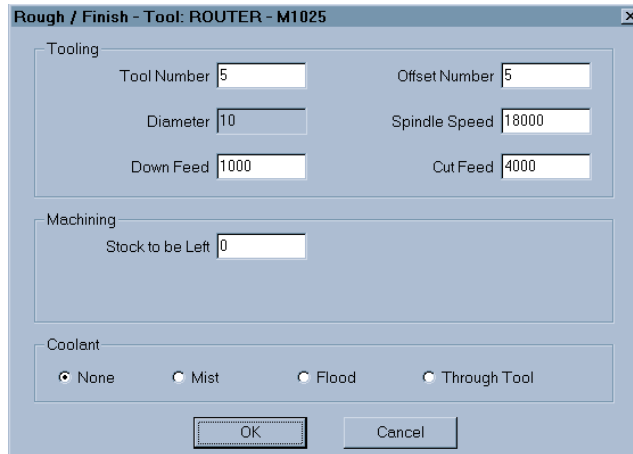 Rough / Finish - Tool: ROUTER - M1025
Tooling
Tool Number 5 Offset Number 5
Diameter 10 Spindle Speed 18000
Down Feed 1000 Cut Feed 4000
Machining
Stock to be Left 0
Coolant
None Mist Flood Through Tool
OK Cancel